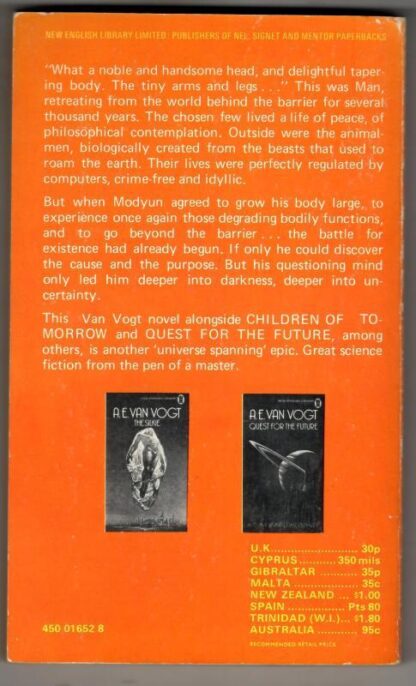 NEW ENGLISH LIBRARY LIMITED: PUBLISHERS OF NEL, SIGNET AND MENTOR PAPERBACKS
"What a noble and handsome head, and delightful taper-
ing body. The tiny arms and legs . . ." This was Man,
retreating from the world behind the barrier for several
thousand years. The chosen few lived a life of peace, of
philosophical contemplation. Outside were the animal-
men, biologically created from the beasts that used to
roam the earth. Their lives were perfectly regulated by
computers, crime-free and idyllic.
But when Modyun agreed to grow his body large, to
experience once again those degrading bodily functions,
and to go beyond the barrier . . . the battle for
existence had already begun. If only he could discover
the cause and the purpose. But his questioning mind
only led him deeper into darkness, deeper into un-
certainty.
This Van Vogt novel alongside CHILDREN OF TO-
MORROW and QUEST FOR THE FUTURE, among
others, is another 'universe spanning' epic. Great science
fiction from the pen of a master.
A.E. VAN VOGT
THE SILKIE
A.E. VAN VOGT
QUEST FOR THE FUTURE
U.K. .................... 30p
CYPRUS .......... 350 mils
GIBRALTAR ........... 35p
MALTA ................. 35c
NEW ZEALAND ... $1.00
SPAIN ................ Pts 80
TRINIDAD (W.I.)... $1.80
AUSTRALIA ........... 95c
RECOMMENDED RETAIL PRICE
450 01652 8